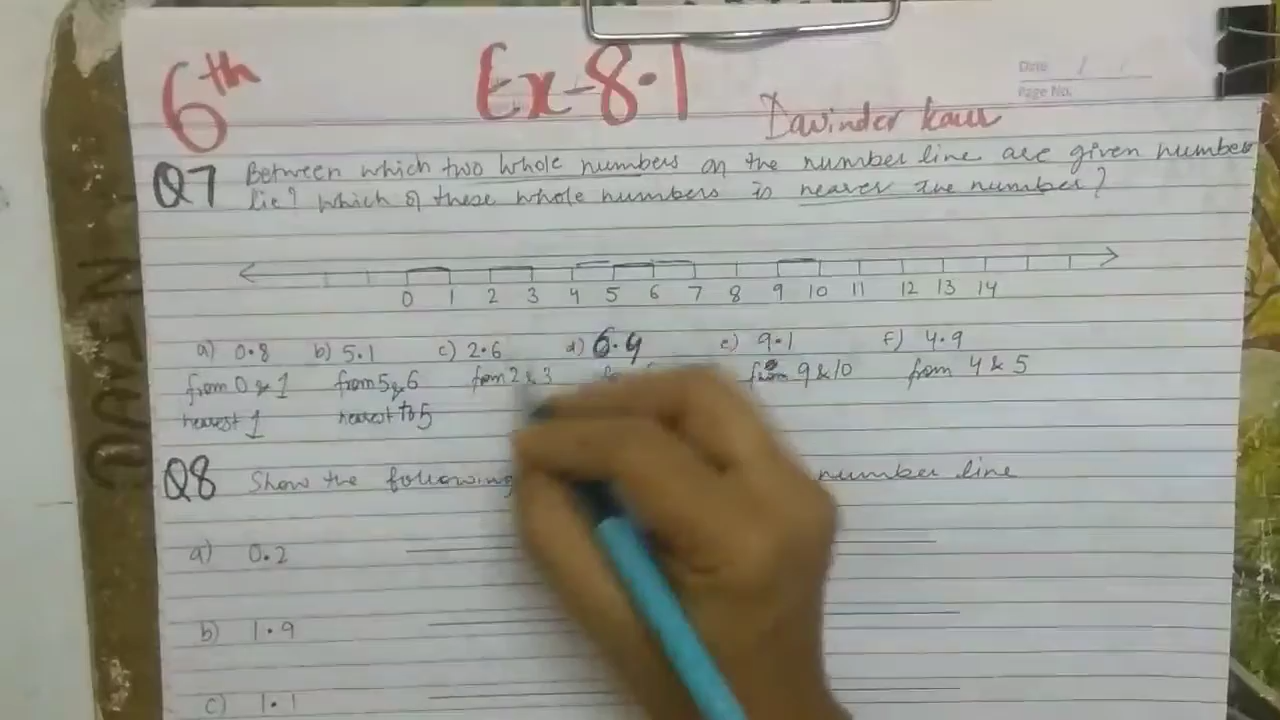 6th Ex-8.1
Date
Page No.
Davinder Kaur
Q7 Between which two whole numbers on the number line are given number
lie? Which of these whole numbers is nearer the number?
0 1 2 3 4 5 6 7 8 9 10 11 12 13 14
a) 0.8 b) 5.1 c) 2.6 d) 6.4 e) 9.1 f) 4.9
from 0 & 1 from 5 & 6 from 2 & 3 from 9 & 10 from 4 & 5
nearest 1 nearest to 5
Q8 Show the following number line
a) 0.2
b) 1.9
c) 1.1